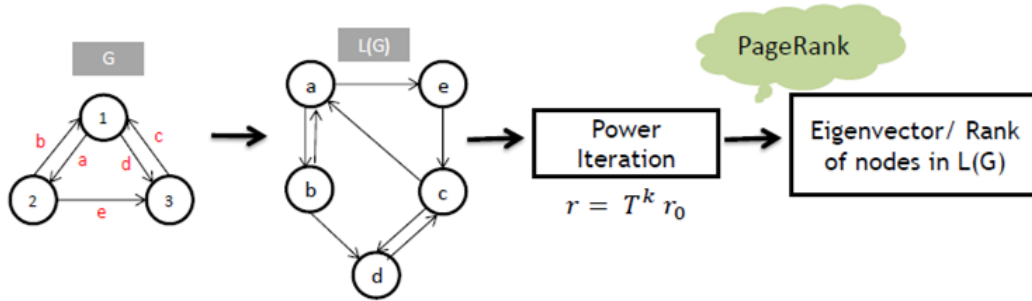 G
1
b
a
c
d
2
3
e
L(G)
a
e
b
c
d
Power
Iteration
r = T^k r_0
PageRank
Eigenvector/ Rank
of nodes in L(G)